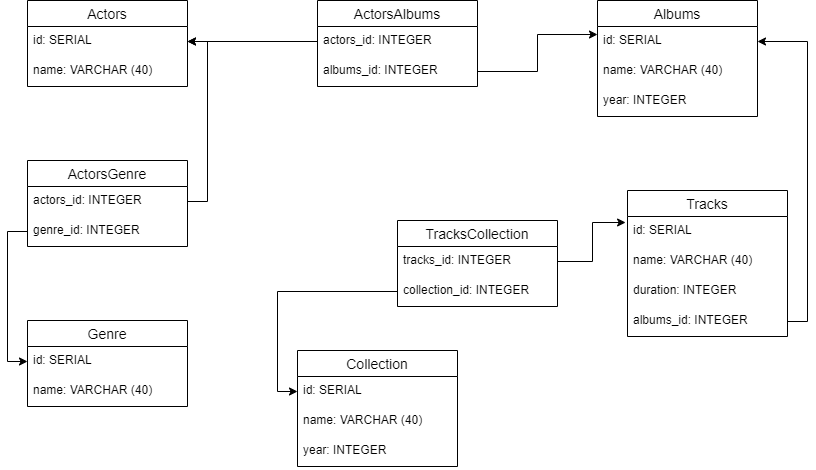 Actors
id: SERIAL
name: VARCHAR (40)
ActorsAlbums
actors_id: INTEGER
albums_id: INTEGER
Albums
id: SERIAL
name: VARCHAR (40)
year: INTEGER
ActorsGenre
actors_id: INTEGER
genre_id: INTEGER
TracksCollection
tracks_id: INTEGER
collection_id: INTEGER
Tracks
id: SERIAL
name: VARCHAR (40)
duration: INTEGER
albums_id: INTEGER
Genre
id: SERIAL
name: VARCHAR (40)
Collection
id: SERIAL
name: VARCHAR (40)
year: INTEGER